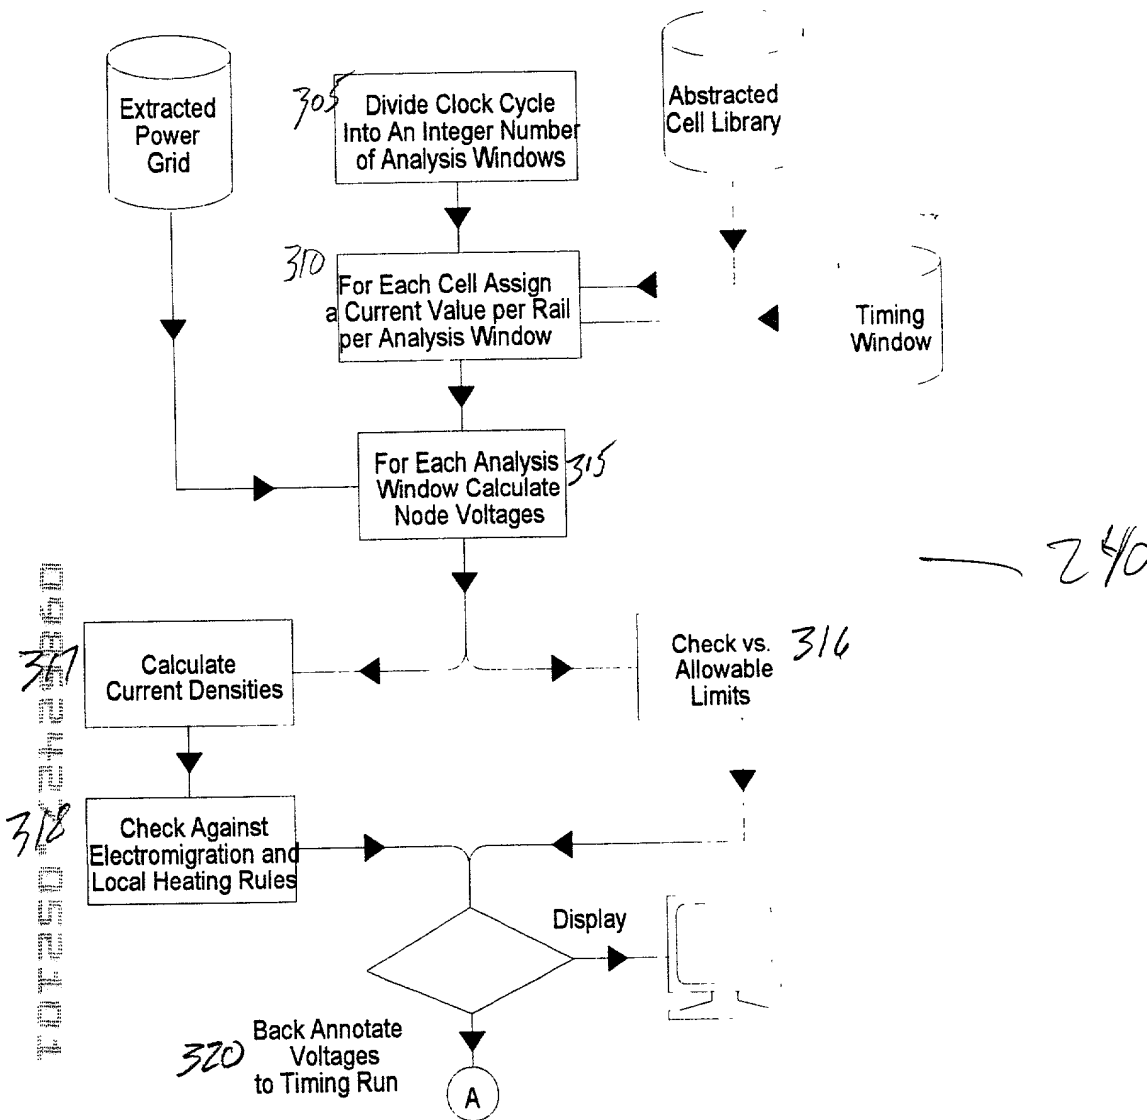 Extracted
Power
Grid
305
Divide Clock Cycle
Into An Integer Number
of Analysis Windows
Abstracted
Cell Library
310
For Each Cell Assign
a Current Value per Rail
per Analysis Window
Timing
Window
For Each Analysis
Window Calculate
Node Voltages
315
240
317
Calculate
Current Densities
Check vs.
Allowable
Limits
316
318
Check Against
Electromigration and
Local Heating Rules
Display
320
Back Annotate
Voltages
to Timing Run
A